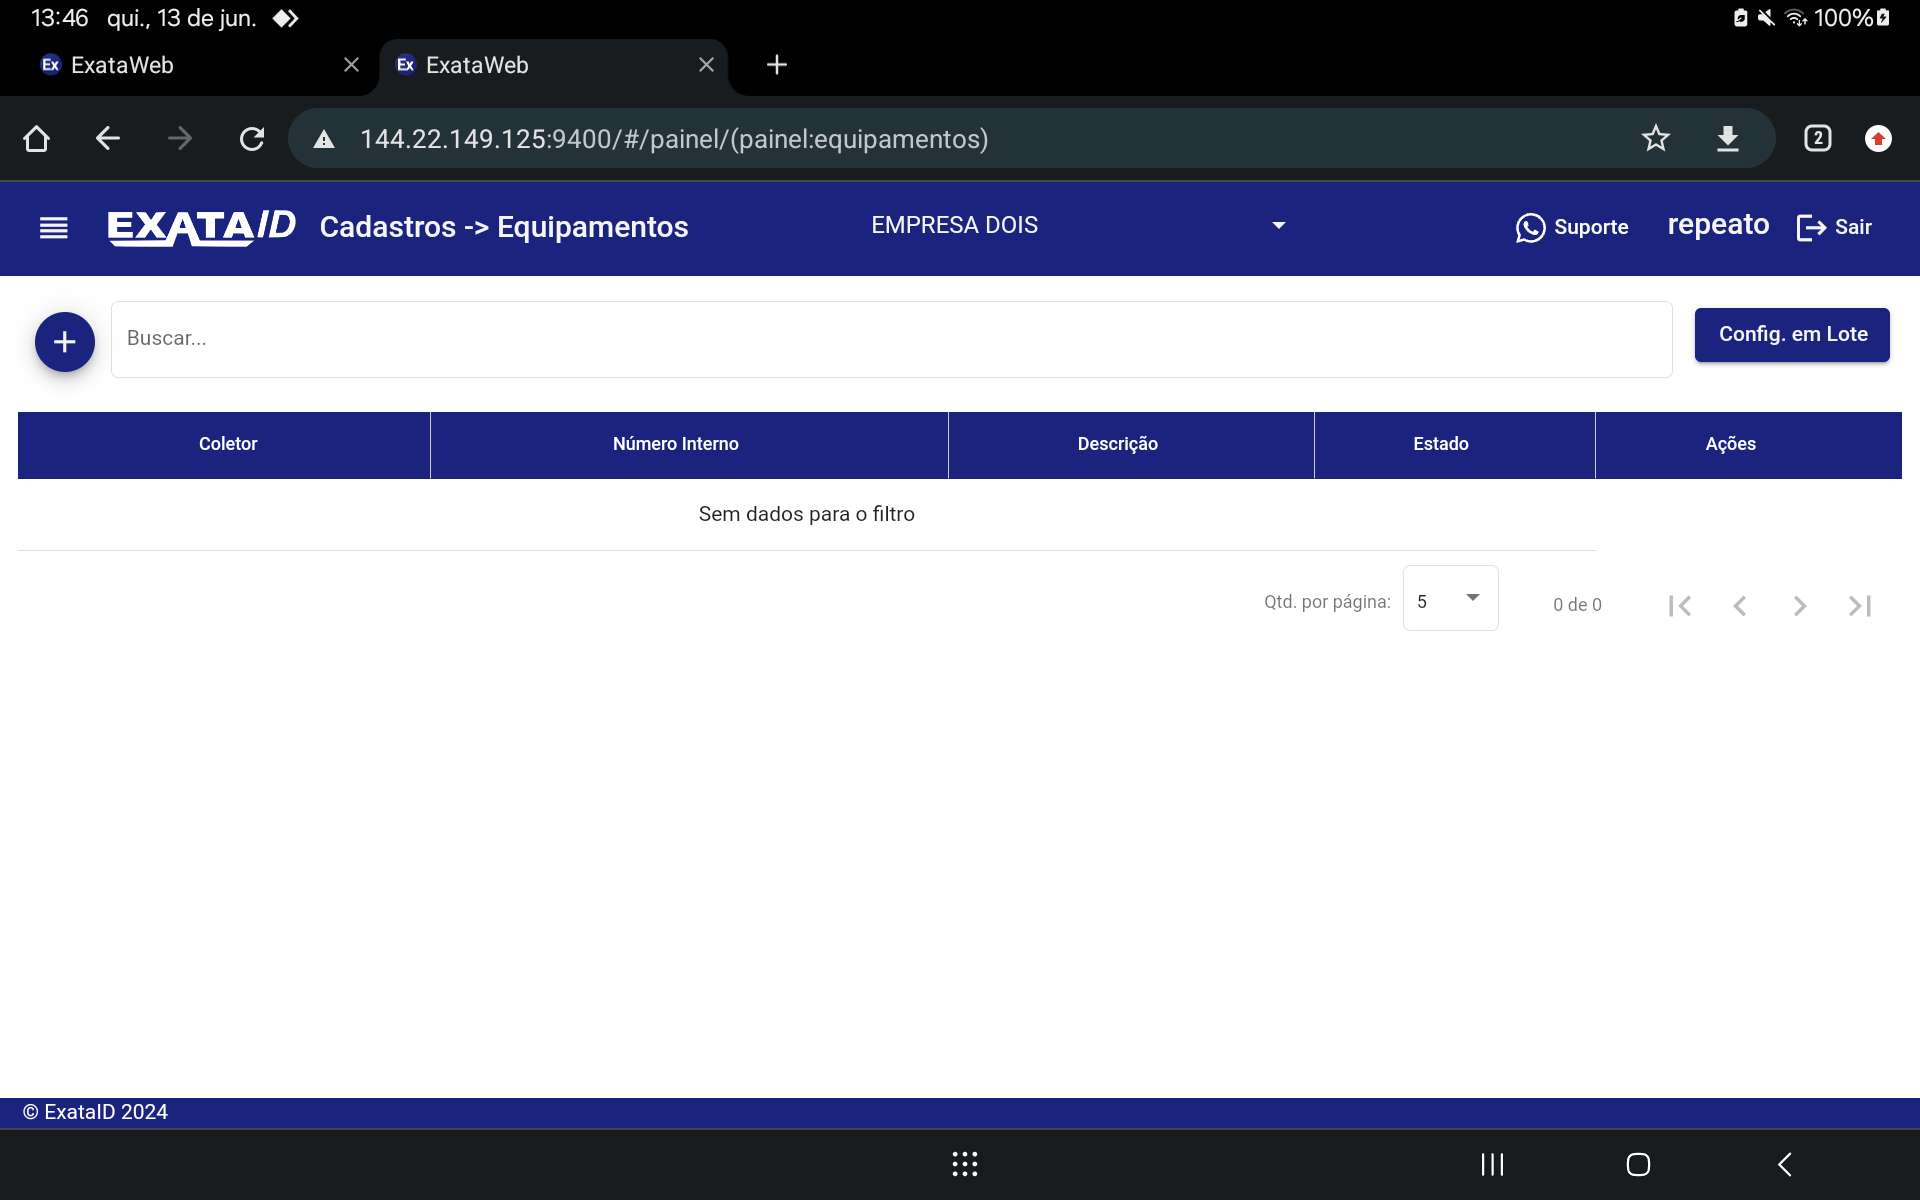 13:46 qui., 13 de jun. 100%
Ex ExataWeb Ex ExataWeb
144.22.149.125:9400/#/painel/(painel:equipamentos) 2
EXATAID Cadastros -> Equipamentos EMPRESA DOIS Suporte repeato Sair
Buscar... Config. em Lote
Coletor Número Interno Descrição Estado Ações
Sem dados para o filtro
Qtd. por página: 5 0 de 0
© ExataID 2024